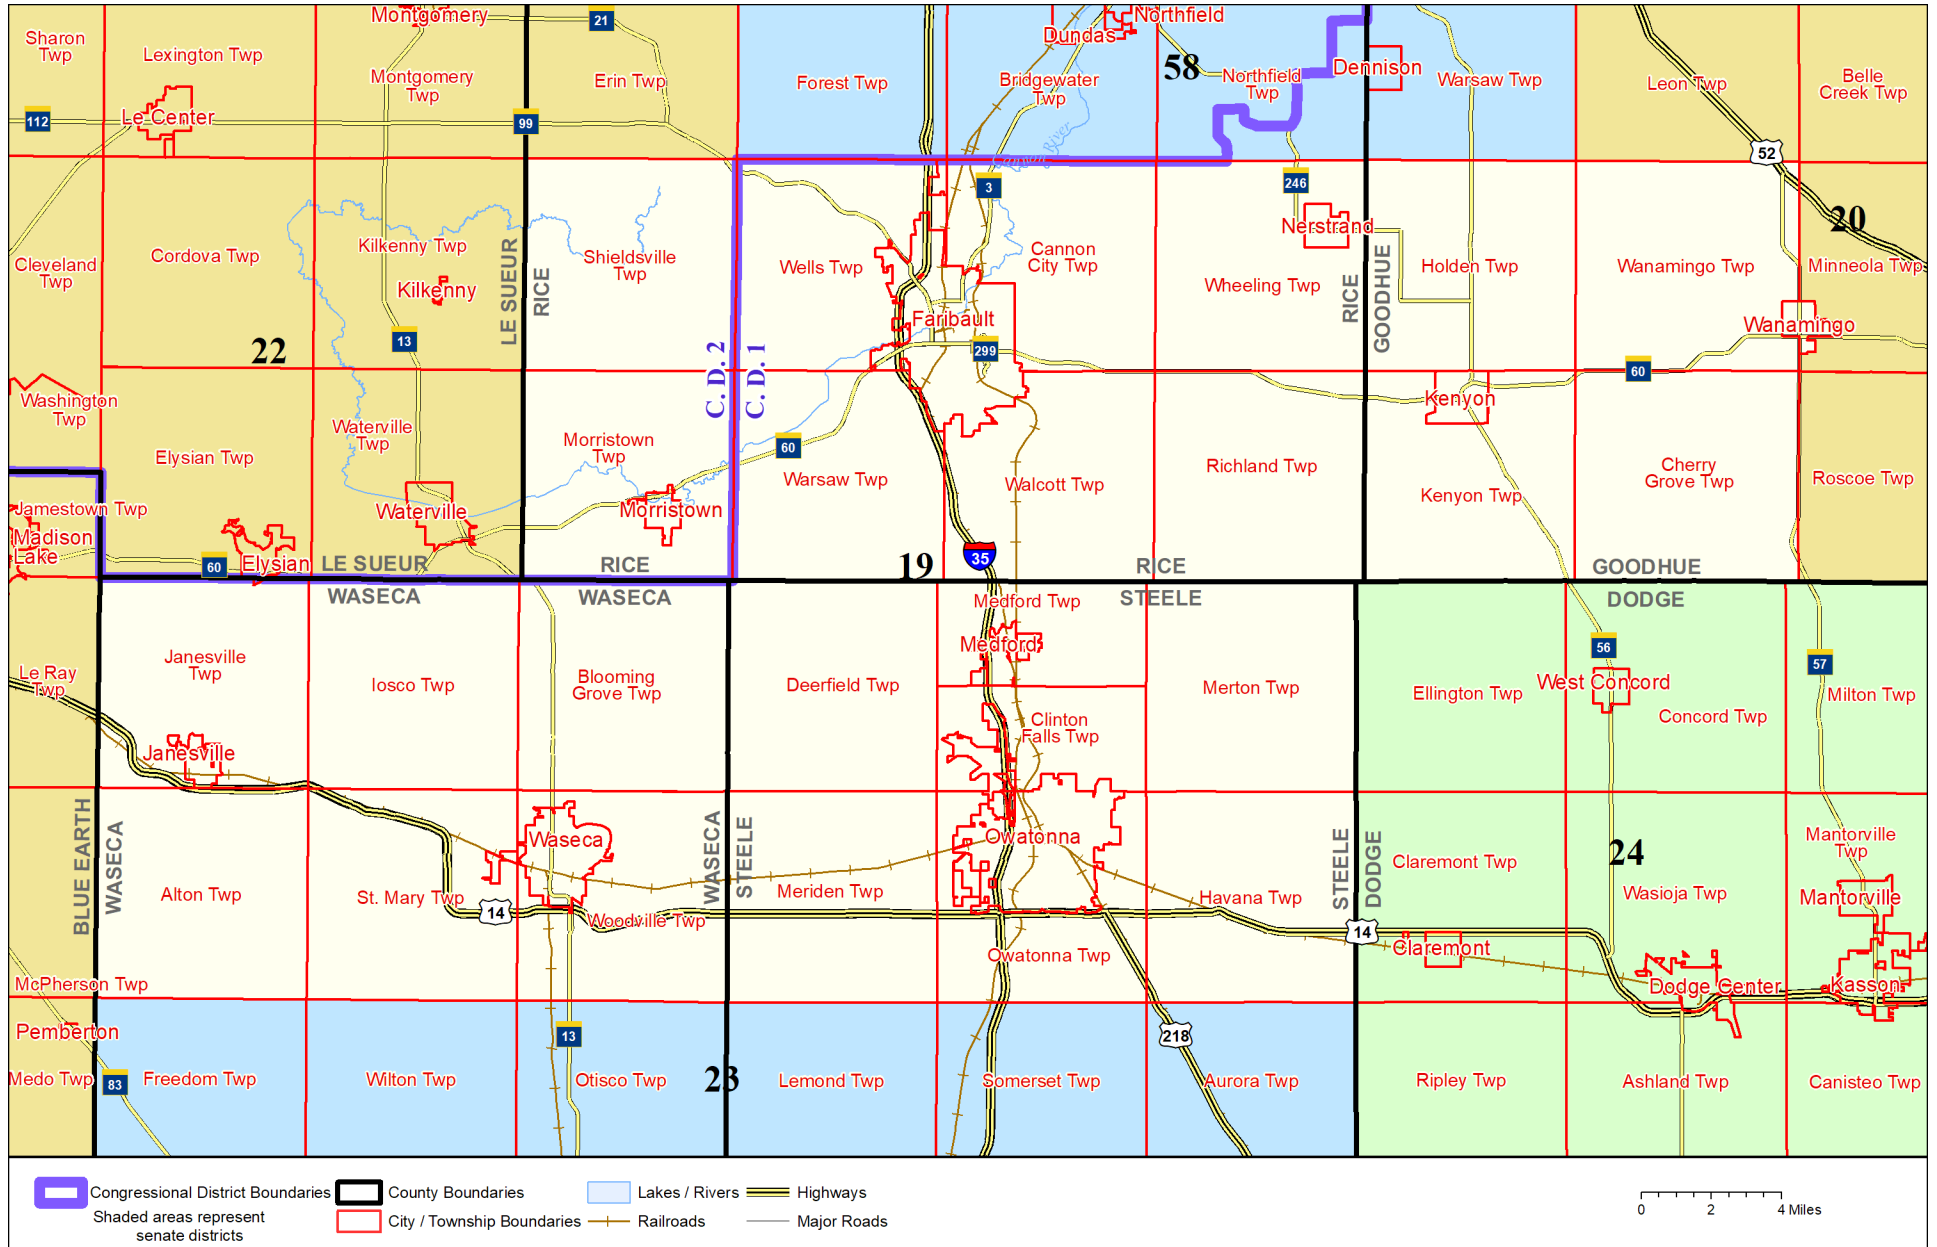 Montgomery
21
Northfield
Sharon
Twp
Lexington Twp
Dundas
58
Dennison
Montgomery
Twp
Erin Twp
Forest Twp
Bridgewater
Twp
Northfield
Twp
Warsaw Twp
Leon Twp
Belle
Creek Twp
112
Le Center
99
Cannon River
52
3
246
20
Nerstrand
Cleveland
Twp
Cordova Twp
Kilkenny Twp
Kilkenny
LE SUEUR
RICE
Shieldsville
Twp
Wells Twp
Cannon
City Twp
Wheeling Twp
RICE
GOODHUE
Holden Twp
Wanamingo Twp
Minneola Twp
Faribault
Wanamingo
22
13
299
60
C. D. 2
C. D. 1
Washington
Twp
Kenyon
Waterville
Twp
Elysian Twp
Morristown
Twp
60
Warsaw Twp
Walcott Twp
Richland Twp
Kenyon Twp
Cherry
Grove Twp
Roscoe Twp
Jamestown Twp
Waterville
Morristown
Madison
Lake
60
Elysian
LE SUEUR
RICE
19
35
RICE
GOODHUE
WASECA
WASECA
Medford Twp
STEELE
DODGE
Medford
56
57
Janesville
Twp
Le Ray
Twp
Iosco Twp
Blooming
Grove Twp
Deerfield Twp
Merton Twp
Ellington Twp
West Concord
Concord Twp
Milton Twp
Clinton
Falls Twp
Janesville
BLUE EARTH
WASECA
Waseca
WASECA
STEELE
Owatonna
STEELE
DODGE
Claremont Twp
24
Mantorville
Twp
Alton Twp
St. Mary Twp
Meriden Twp
Havana Twp
Wasioja Twp
Mantorville
14
Woodville Twp
14
Claremont
Owatonna Twp
McPherson Twp
Dodge Center
Kasson
Pemberton
13
218
Medo Twp
83
Freedom Twp
Wilton Twp
Otisco Twp
23
Lemond Twp
Somerset Twp
Aurora Twp
Ripley Twp
Ashland Twp
Canisteo Twp
Congressional District Boundaries
County Boundaries
Lakes / Rivers
Highways
Shaded areas represent
senate districts
City / Township Boundaries
Railroads
Major Roads
0 2 4 Miles